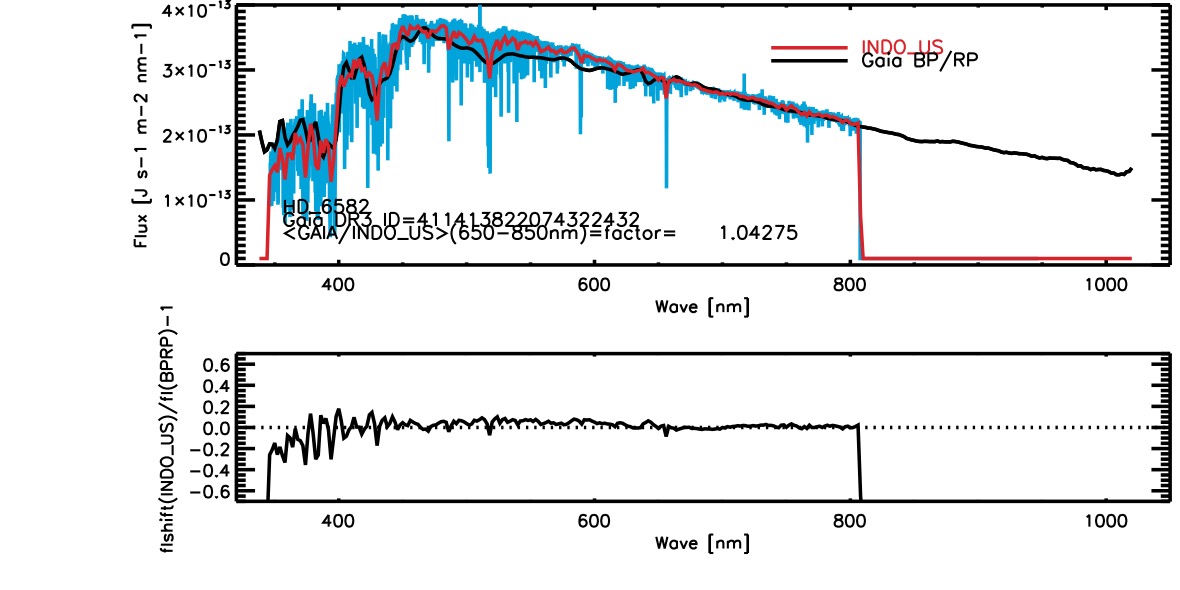 4×10−13
3×10−13
2×10−13
1×10−13
0
Flux [J s−1 m−2 nm−1]
INDO_US
Gaia BP/RP
HD_6582
Gaia DR3 ID=411413822074322432
<GAIA/INDO_US>(650−850nm)=factor= 1.04275
400 600 800 1000
Wave [nm]
flshift(INDO_US)/fl(BPRP)−1
0.6
0.4
0.2
0.0
−0.2
−0.4
−0.6
400 600 800 1000
Wave [nm]